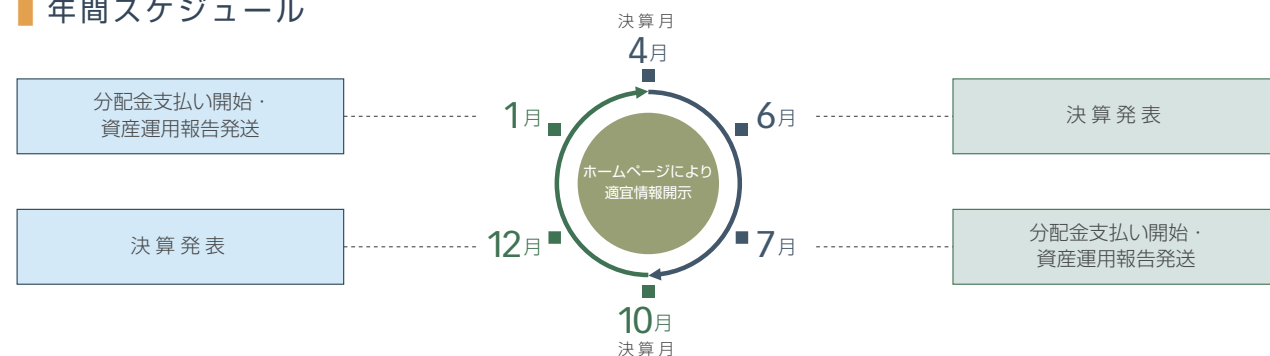 年間スケジュール
決算月
4月
分配金支払い開始・
資産運用報告発送
1月
6月
決算発表
ホームページにより
適宜情報開示
決算発表
12月
7月
分配金支払い開始・
資産運用報告発送
10月
決算月